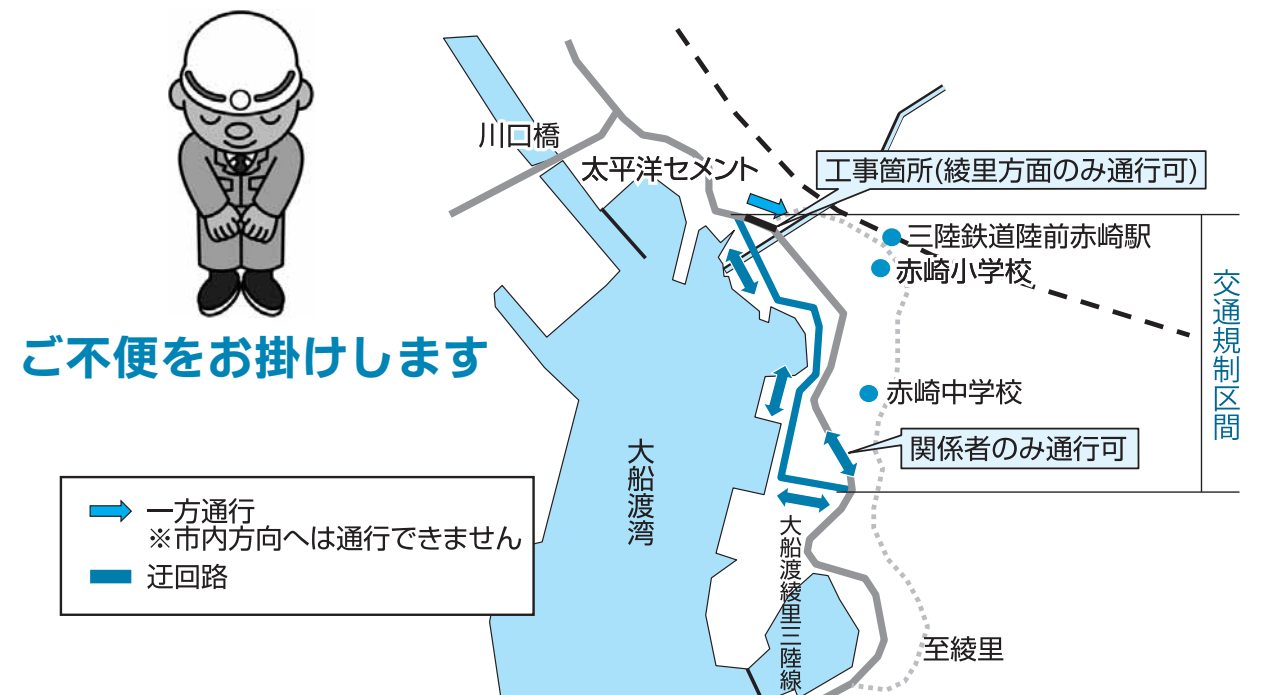 川口橋
太平洋セメント
工事箇所(綾里方面のみ通行可)
三陸鉄道陸前赤崎駅
赤崎小学校
交通規制区間
ご不便をお掛けします
赤崎中学校
関係者のみ通行可
大船渡湾
一方通行
※市内方向へは通行できません
迂回路
大船渡綾里三陸線
至綾里